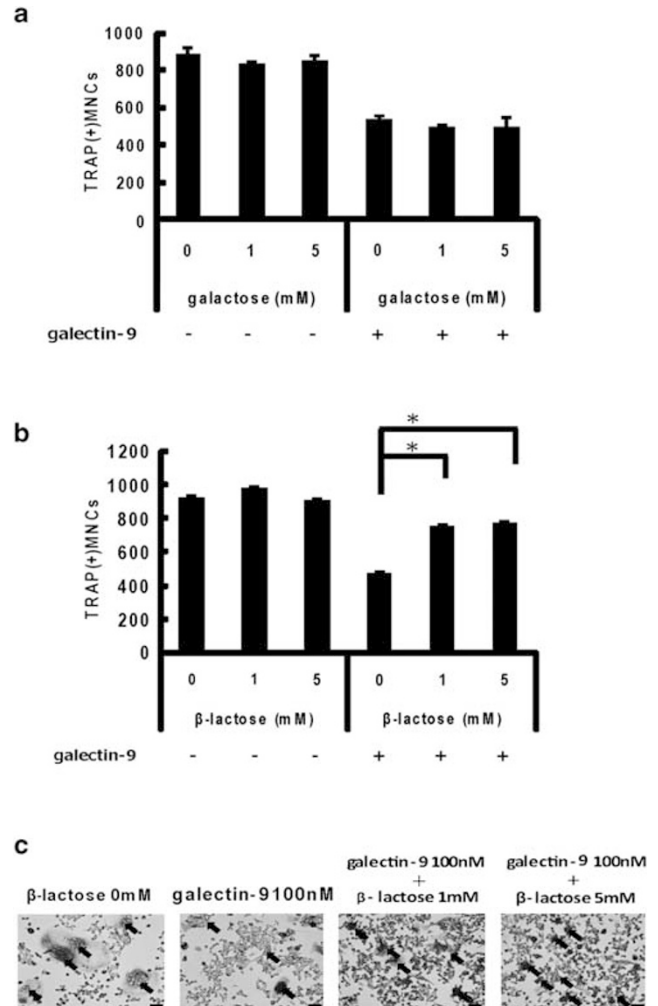 a
TRAP(+)MNCs
1000
800
600
400
200
0
0 1 5 0 1 5
galactose (mM) galactose (mM)
galectin-9 - - - + + +
b
TRAP(+)MNCs
1200
1000
800
600
400
200
0
* 
*
0 1 5 0 1 5
β-lactose (mM) β-lactose (mM)
galectin-9 - - - + + +
c
β-lactose 0mM
galectin-9100nM
galectin-9 100nM
+
β- lactose 1mM
galectin-9 100nM
+
β- lactose 5mM